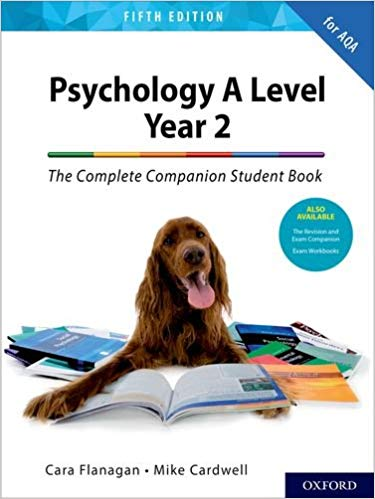 FIFTH EDITION
for AQA
Psychology A Level
Year 2
The Complete Companion Student Book
ALSO
AVAILABLE
The Revision and
Exam Companion
Exam Workbooks
Cara Flanagan • Mike Cardwell
OXFORD